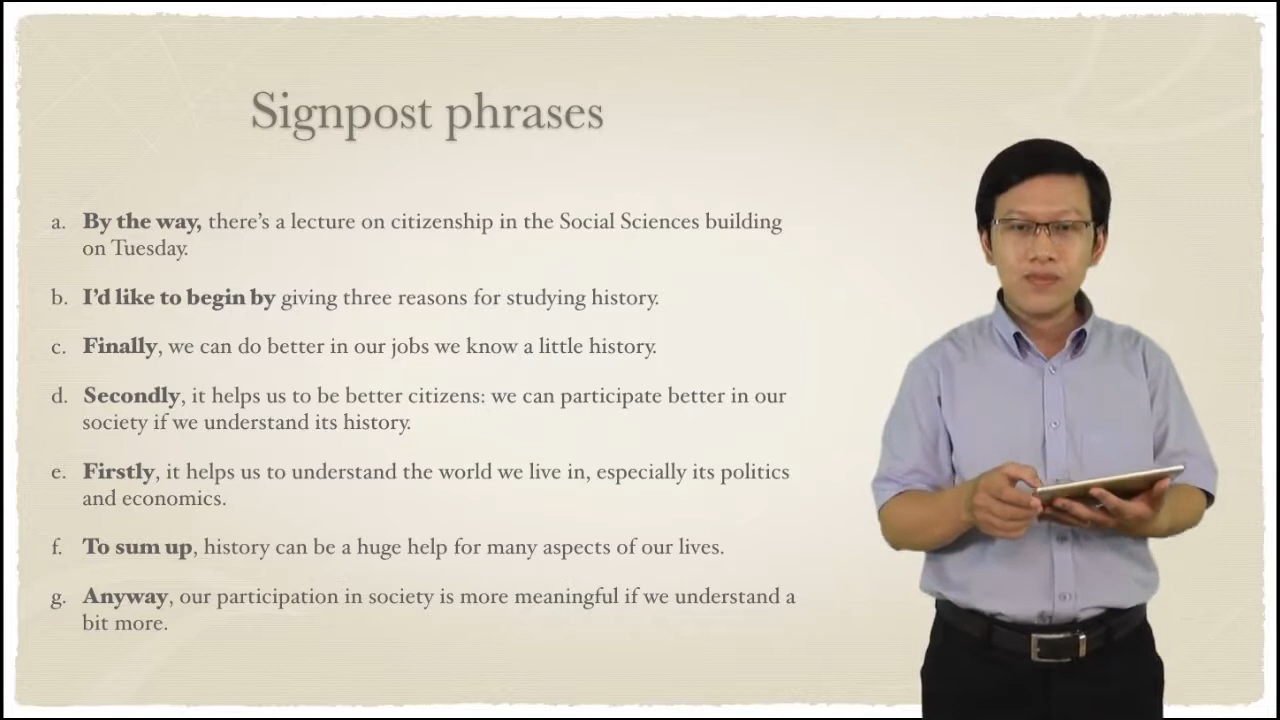 Signpost phrases
a. By the way, there's a lecture on citizenship in the Social Sciences building
on Tuesday.
b. I'd like to begin by giving three reasons for studying history.
c. Finally, we can do better in our jobs we know a little history.
d. Secondly, it helps us to be better citizens: we can participate better in our
society if we understand its history.
e. Firstly, it helps us to understand the world we live in, especially its politics
and economics.
f. To sum up, history can be a huge help for many aspects of our lives.
g. Anyway, our participation in society is more meaningful if we understand a
bit more.